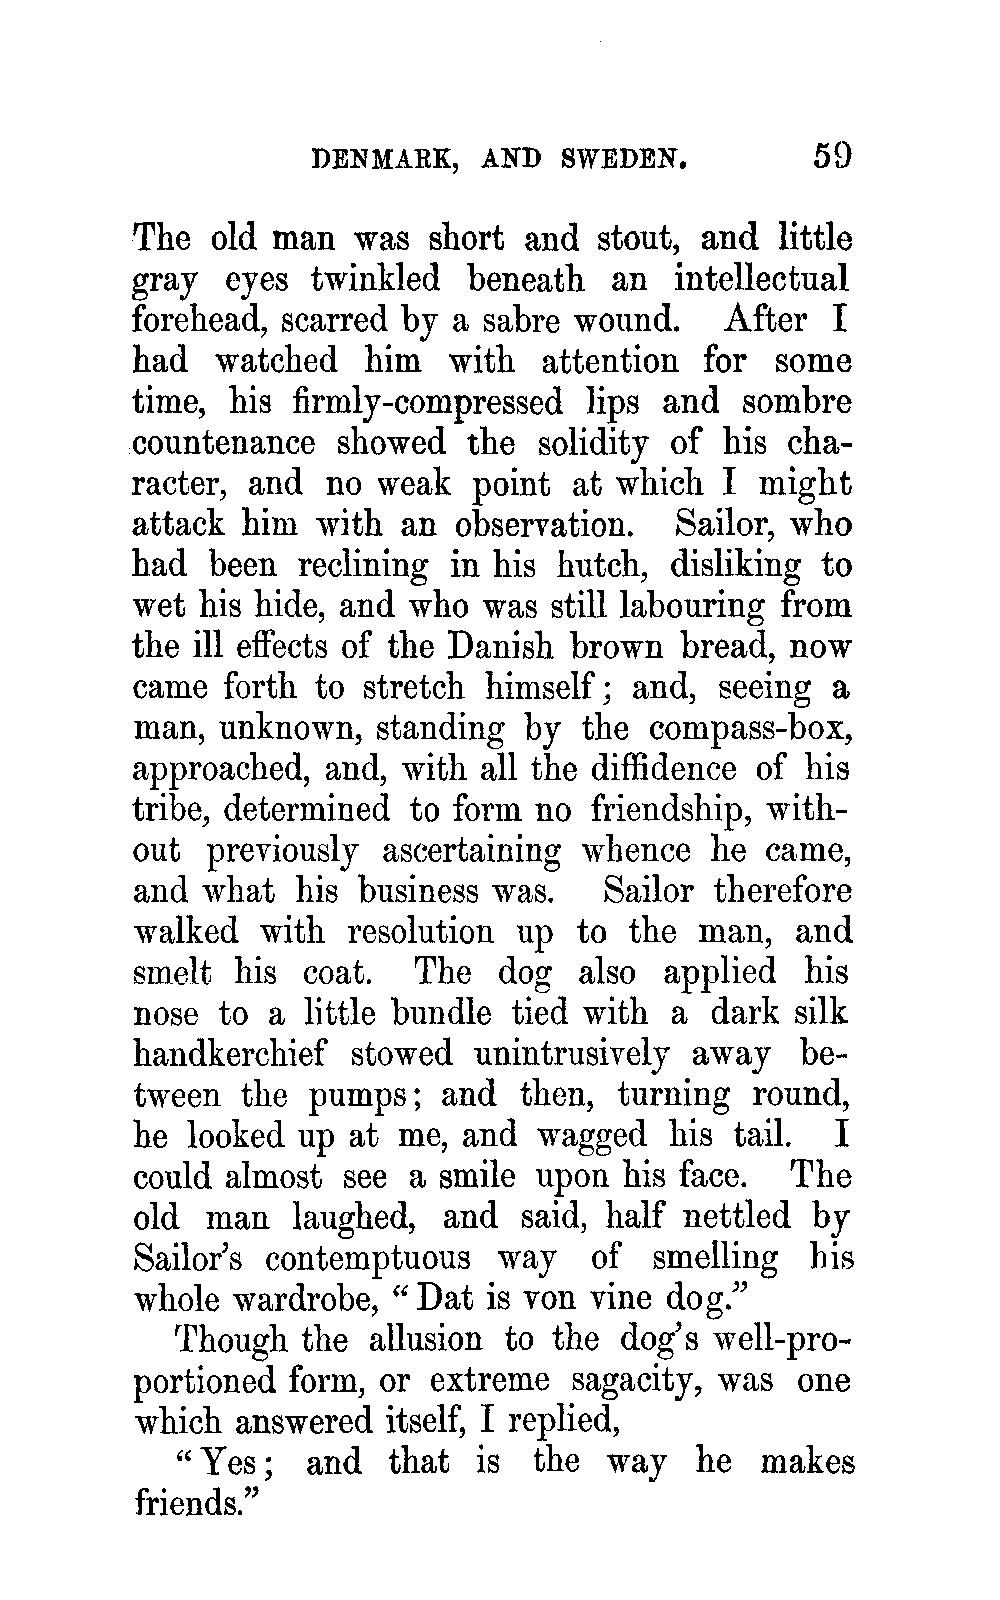 DENMARK, AND SWEDEN. 59
The old man was short and stout, and little
gray eyes twinkled beneath an intellectual
forehead, scarred by a sabre wound. After I
had watched him with attention for some
time, his firmly-compressed lips and sombre
countenance showed the solidity of his cha-
racter, and no weak point at which I might
attack him with an observation. Sailor, who
had been reclining in his hutch, disliking to
wet his hide, and who was still labouring from
the ill effects of the Danish brown bread, now
came forth to stretch himself; and, seeing a
man, unknown, standing by the compass-box,
approached, and, with all the diffidence of his
tribe, determined to form no friendship, with-
out previously ascertaining whence he came,
and what his business was. Sailor therefore
walked with resolution up to the man, and
smelt his coat. The dog also applied his
nose to a little bundle tied with a dark silk
handkerchief stowed unintrusively away be-
tween the pumps; and then, turning round,
he looked up at me, and wagged his tail. I
could almost see a smile upon his face. The
old man laughed, and said, half nettled by
Sailor's contemptuous way of smelling his
whole wardrobe, "Dat is von vine dog."
Though the allusion to the dog's well-pro-
portioned form, or extreme sagacity, was one
which answered itself, I replied,
"Yes; and that is the way he makes
friends."